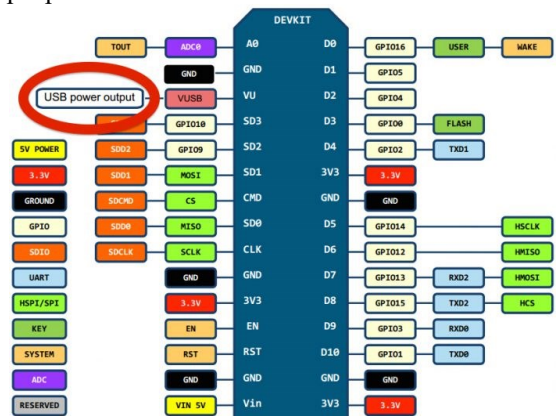 DEVKIT
TOUT ADC0 A0 D0 GPIO16 USER WAKE
GND GND D1 GPIO5
USB power output VUSB VU D2 GPIO4
GPIO10 SD3 D3 GPIO0 FLASH
5V POWER SDD2 GPIO9 SD2 D4 GPIO2 TXD1
3.3V SDD1 MOSI SD1 3V3 3.3V
GROUND SDCMD CS CMD GND GND
GPIO SDD0 MISO SD0 D5 GPIO14 HSCLK
SDIO SDCLK SCLK CLK D6 GPIO12 HMISO
UART GND GND D7 GPIO13 RXD2 HMOSI
HSPI/SPI 3.3V 3V3 D8 GPIO15 TXD2 HCS
KEY EN EN D9 GPIO3 RXD0
SYSTEM RST RST D10 GPIO1 TXD0
ADC GND GND GND GND
RESERVED VIN 5V Vin 3V3 3.3V